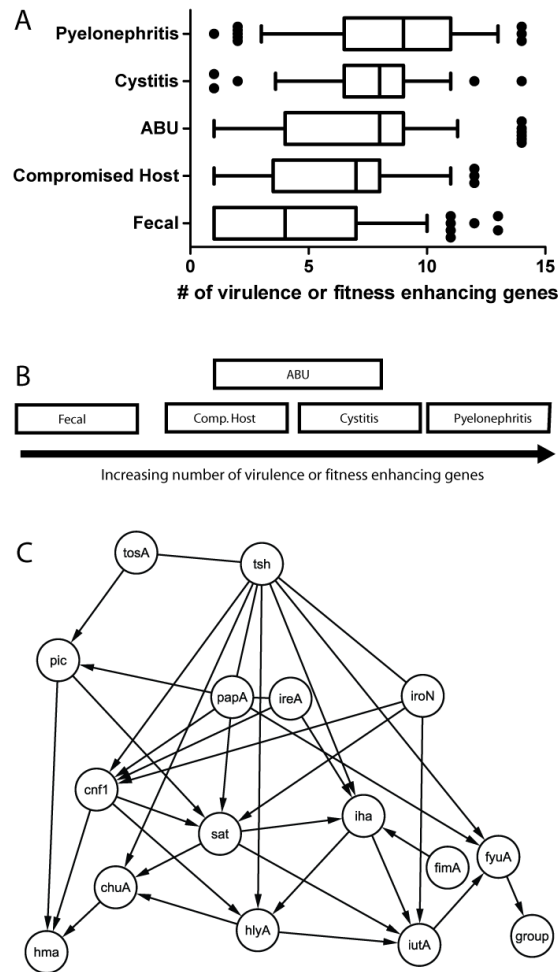 A
Pyelonephritis
Cystitis
ABU
Compromised Host
Fecal
0 5 10 15
# of virulence or fitness enhancing genes
B
ABU
Fecal Comp. Host Cystitis Pyelonephritis
Increasing number of virulence or fitness enhancing genes
C
tosA tsh
pic
papA ireA iroN
cnf1
sat iha
fimA fyuA
chuA
hma hlyA iutA group